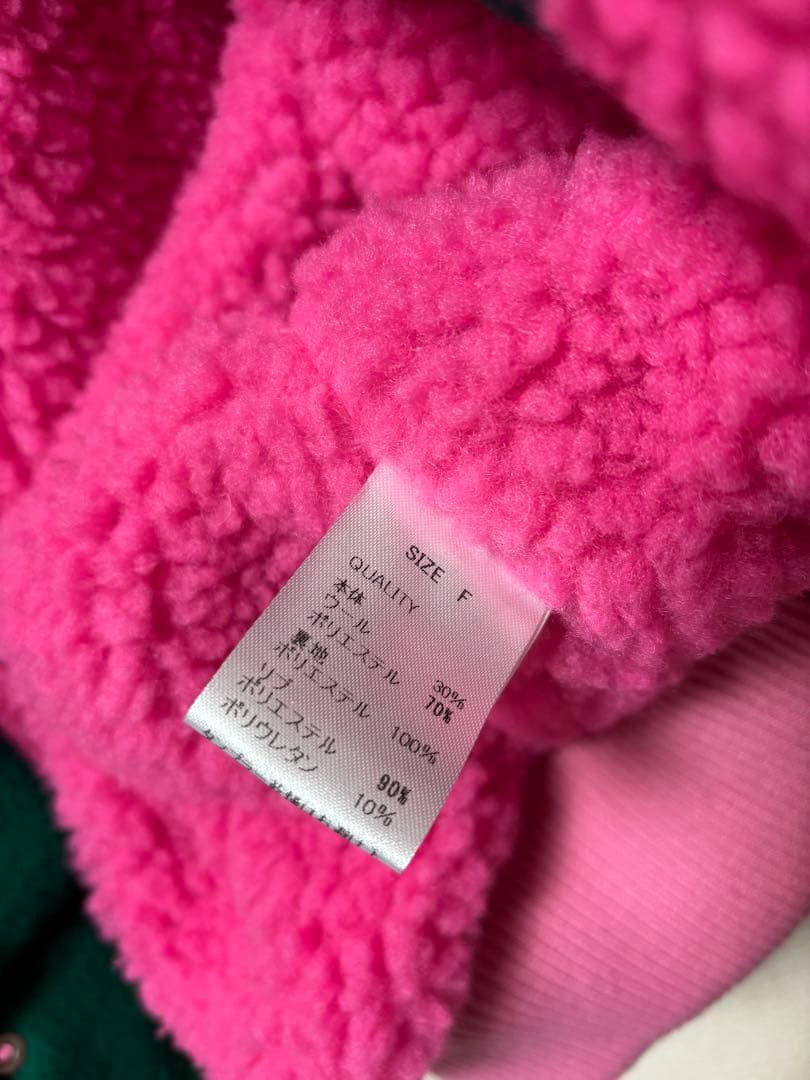 SIZE F
QUALITY
本体
ウール 30%
ポリエステル 70%
裏地
ポリエステル 100%
リブ
ポリエステル 90%
ポリウレタン 10%